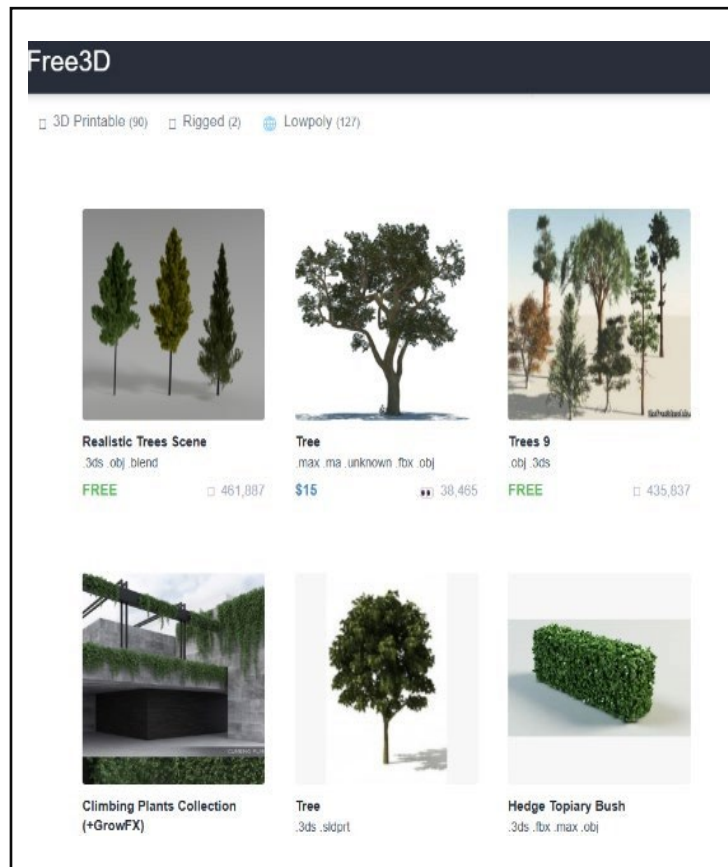 Free3D
3D Printable (90) Rigged (2) Lowpoly (127)
Realistic Trees Scene
.3ds .obj .blend
FREE 461,887
Tree
.max .ma .unknown .fbx .obj
$15 38,465
Trees 9
.obj .3ds
FREE 435,837
CLIMBING
Climbing Plants Collection
(+GrowFX)
Tree
.3ds .sldprt
Hedge Topiary Bush
.3ds .fbx .max .obj